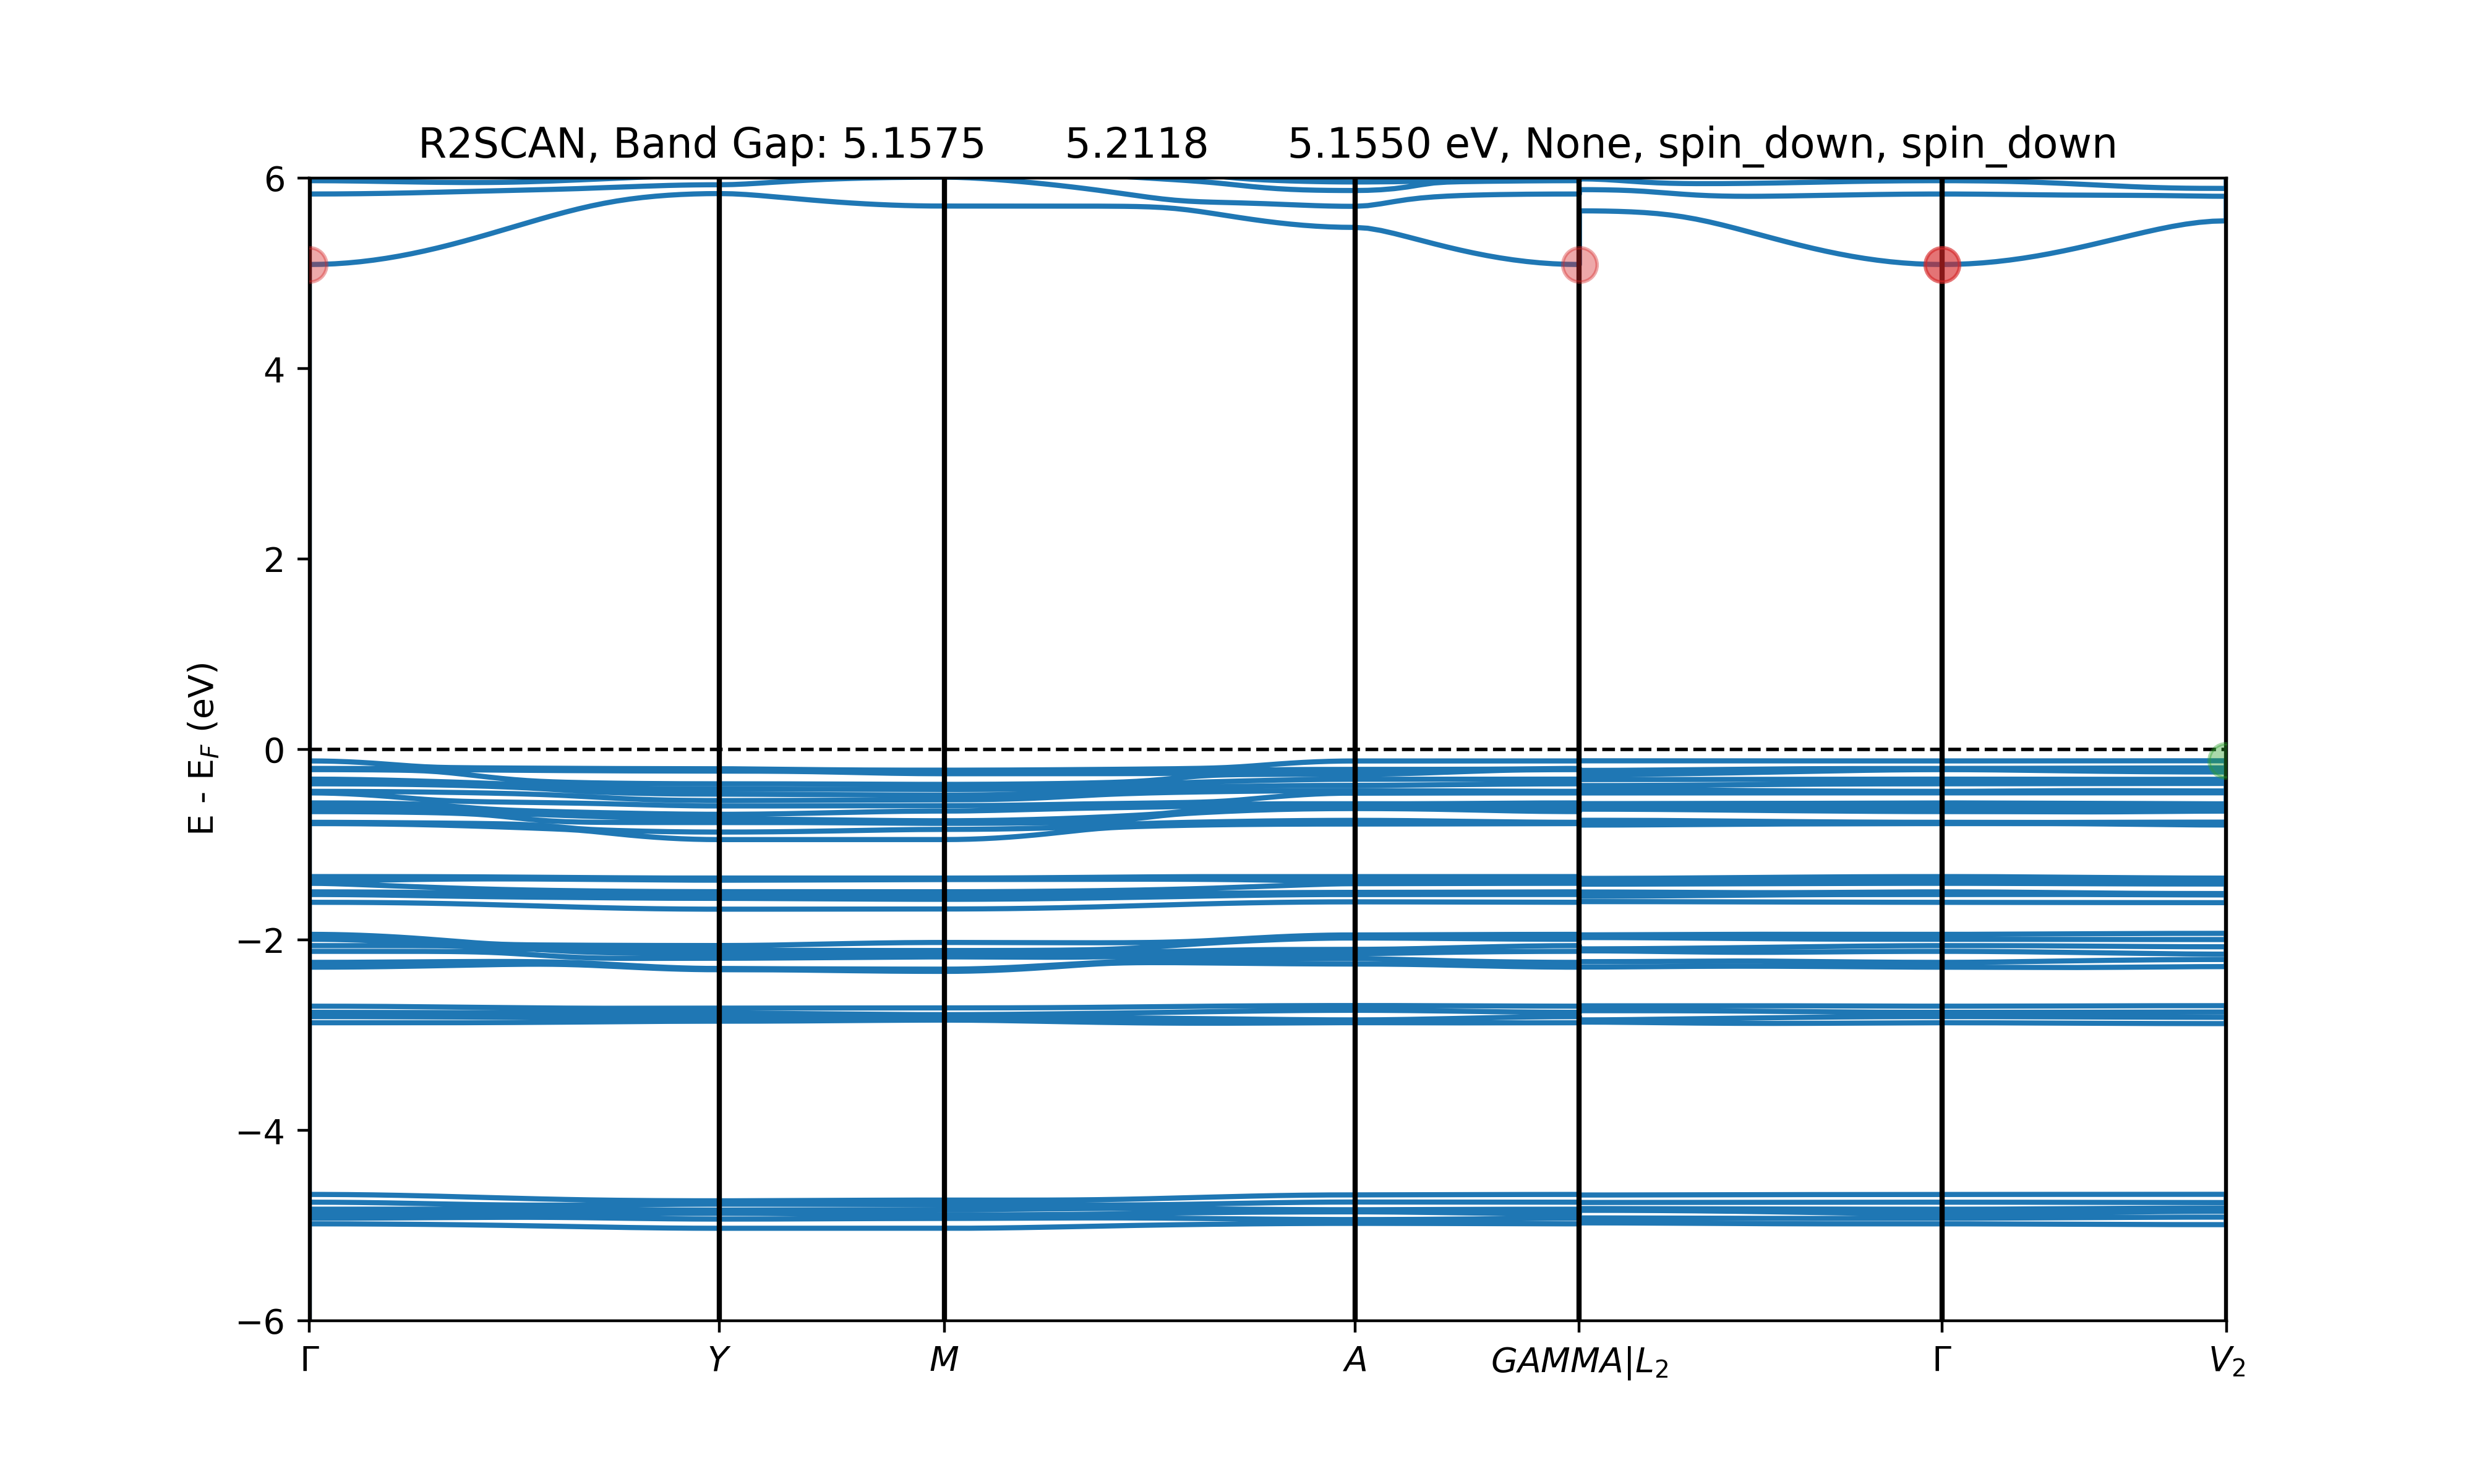 R2SCAN, Band Gap: 5.1575 5.2118 5.1550 eV, None, spin_down, spin_down
6
4
2
0
−2
−4
−6
E - E_F (eV)
Γ Y M A GAMMA|L₂ Γ V₂